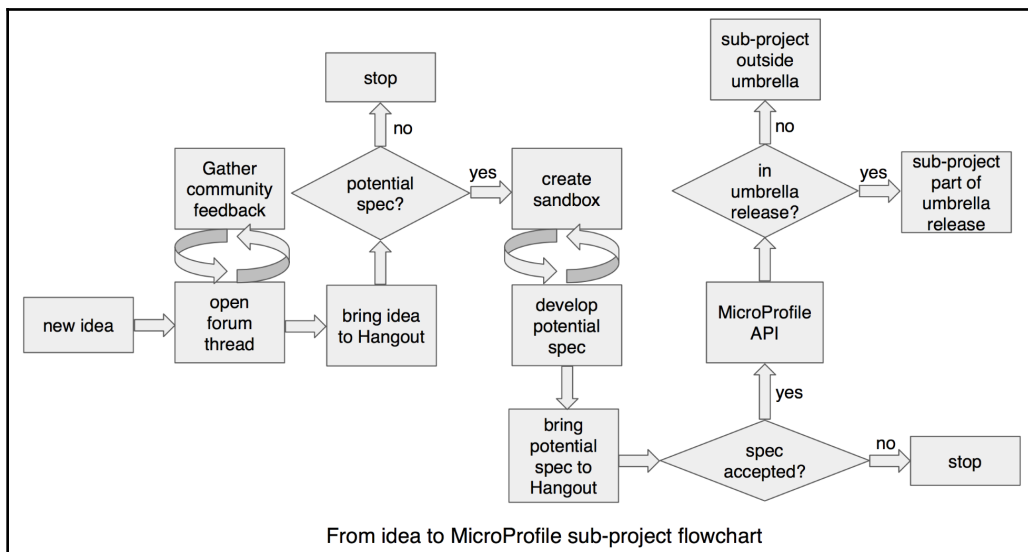 new idea
open
forum
thread
Gather
community
feedback
bring idea
to Hangout
potential
spec?
no
stop
yes
create
sandbox
develop
potential
spec
bring
potential
spec to
Hangout
spec
accepted?
no
stop
yes
MicroProfile
API
in
umbrella
release?
no
sub-project
outside
umbrella
yes
sub-project
part of
umbrella
release
From idea to MicroProfile sub-project flowchart